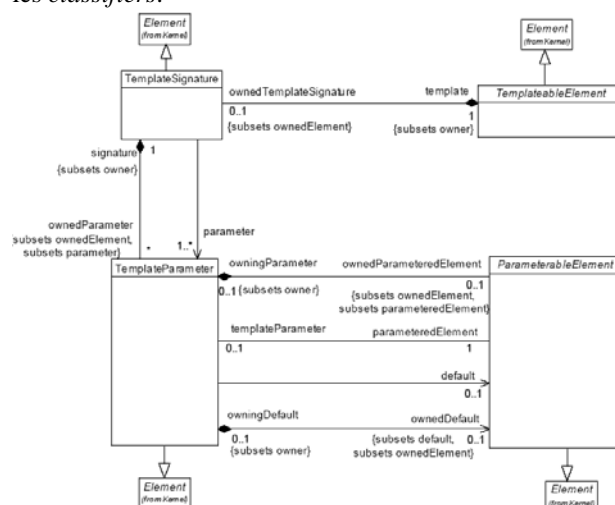 les classifiers.
Element
(from Kernel)
Element
(from Kernel)
TemplateSignature
ownedTemplateSignature
template
TemplateableElement
0..1
1
{subsets ownedElement}
{subsets owner}
signature
1
{subsets owner}
ownedParameter
{subsets ownedElement,
subsets parameter}
*
1..*
parameter
TemplateParameter
owningParameter
ownedParameteredElement
ParameterableElement
0..1
{subsets owner}
0..1
{subsets ownedElement,
subsets parameteredElement}
templateParameter
parameteredElement
0..1
1
default
0..1
owningDefault
ownedDefault
0..1
{subsets owner}
{subsets default,
0..1
subsets ownedElement}
Element
(from Kernel)
Element
(from Kernel)